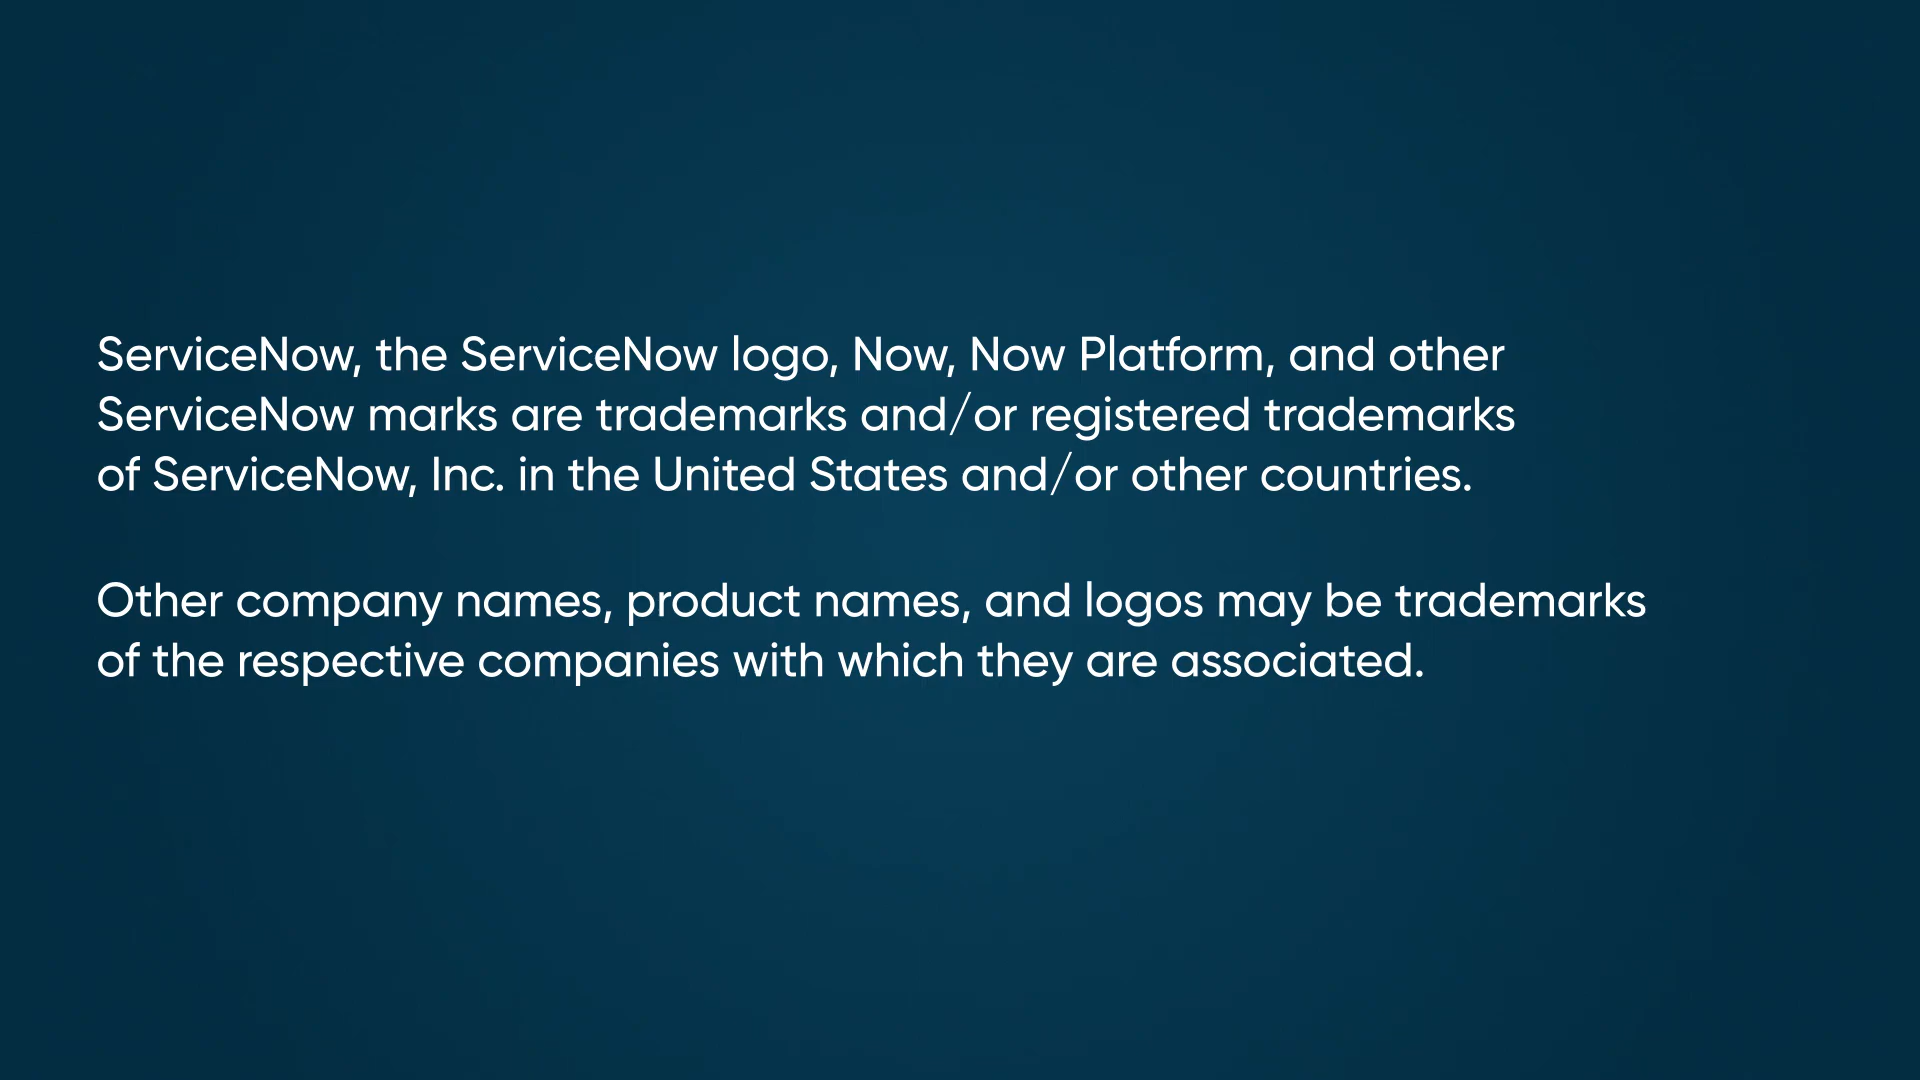 ServiceNow, the ServiceNow logo, Now, Now Platform, and other
ServiceNow marks are trademarks and/or registered trademarks
of ServiceNow, Inc. in the United States and/or other countries.
Other company names, product names, and logos may be trademarks
of the respective companies with which they are associated.